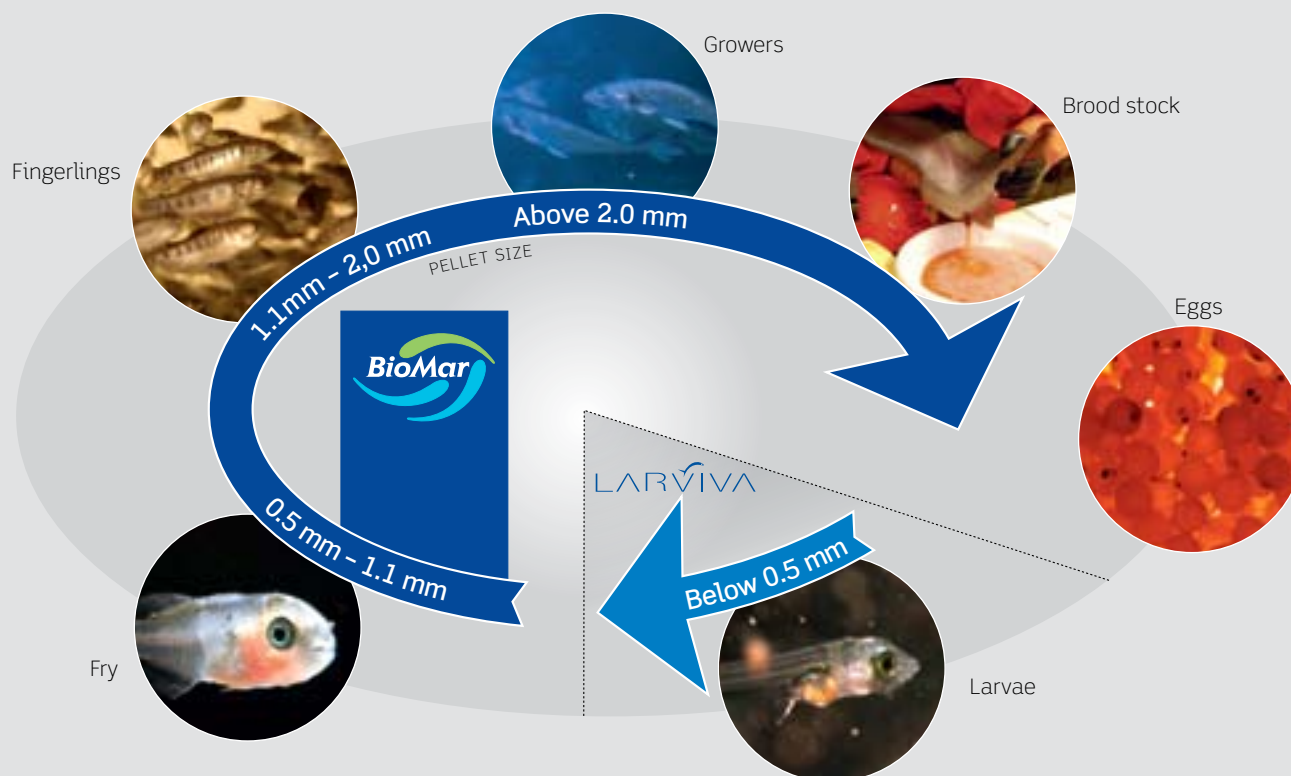 Growers
Brood stock
Fingerlings
Above 2.0 mm
1.1mm – 2,0 mm
PELLET SIZE
Eggs
BioMar
LARVIVA
0.5 mm – 1.1 mm
Below 0.5 mm
Fry
Larvae